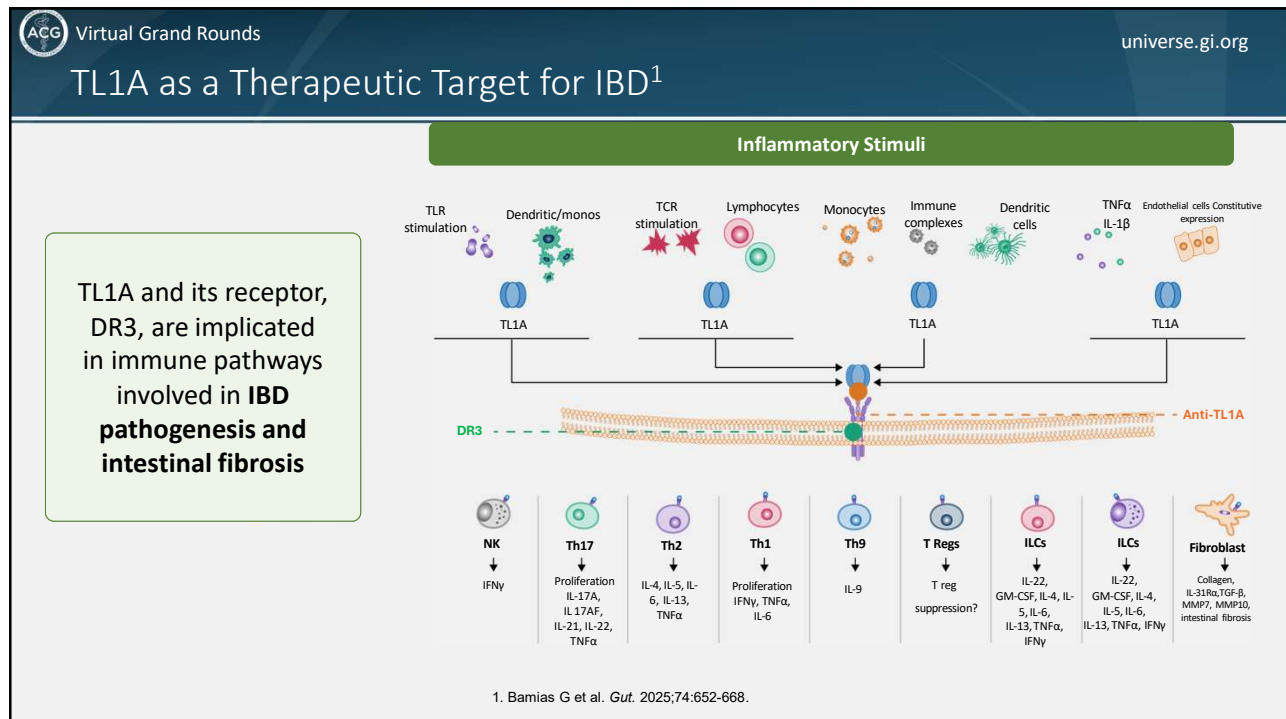 ACG
Virtual Grand Rounds
universe.gi.org
TL1A as a Therapeutic Target for IBD1
Inflammatory Stimuli
TL1A and its receptor,
DR3, are implicated
in immune pathways
involved in IBD
pathogenesis and
intestinal fibrosis
TLR
stimulation
Dendritic/monos
TCR
stimulation
Lymphocytes
Monocytes
Immune
complexes
Dendritic
cells
TNFα
IL-1β
Endothelial cells Constitutive
expression
TL1A
TL1A
TL1A
TL1A
Anti-TL1A
DR3
NK
IFNγ
Th17
Proliferation
IL-17A,
IL 17AF,
IL-21, IL-22,
TNFα
Th2
IL-4, IL-5, IL-
6, IL-13,
TNFα
Th1
Proliferation
IFNγ, TNFα,
IL-6
Th9
IL-9
T Regs
T reg
suppression?
ILCs
IL-22,
GM-CSF, IL-4, IL-
5, IL-6,
IL-13, TNFα,
IFNγ
ILCs
IL-22,
GM-CSF, IL-4,
IL-5, IL-6,
IL-13, TNFα, IFNγ
Fibroblast
Collagen,
IL-31Rα,TGF-β,
MMP7, MMP10,
intestinal fibrosis
1. Bamias G et al. Gut. 2025;74:652-668.